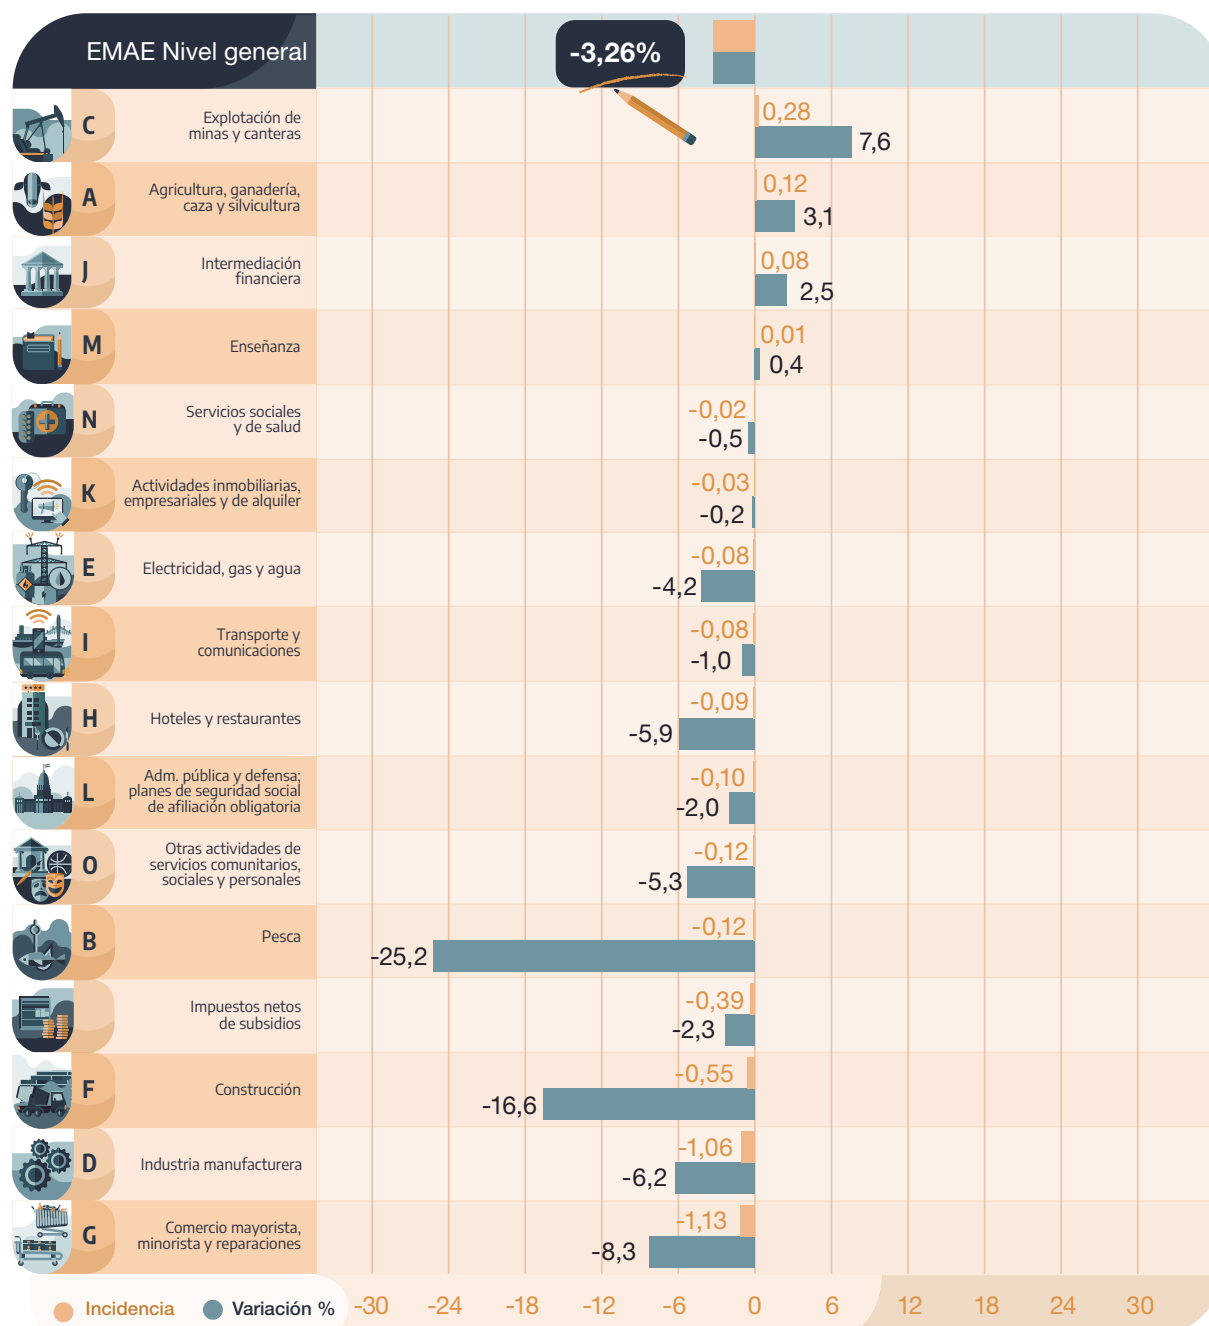 EMAE Nivel general
-3,26%
C
Explotación de
minas y canteras
0,28
7,6
A
Agricultura, ganadería,
caza y silvicultura
0,12
3,1
J
Intermediación
financiera
0,08
2,5
M
Enseñanza
0,01
0,4
N
Servicios sociales
y de salud
-0,02
-0,5
K
Actividades inmobiliarias,
empresariales y de alquiler
-0,03
-0,2
E
Electricidad, gas y agua
-0,08
-4,2
I
Transporte y
comunicaciones
-0,08
-1,0
H
Hoteles y restaurantes
-0,09
-5,9
L
Adm. pública y defensa;
planes de seguridad social
de afiliación obligatoria
-0,10
-2,0
O
Otras actividades de
servicios comunitarios,
sociales y personales
-0,12
-5,3
B
Pesca
-0,12
-25,2
Impuestos netos
de subsidios
-0,39
-2,3
F
Construcción
-0,55
-16,6
D
Industria manufacturera
-1,06
-6,2
G
Comercio mayorista,
minorista y reparaciones
-1,13
-8,3
Incidencia
Variación %
-30 -24 -18 -12 -6 0 6 12 18 24 30